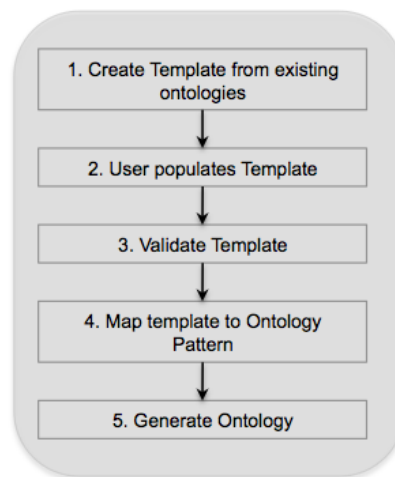 1. Create Template from existing
ontologies
2. User populates Template
3. Validate Template
4. Map template to Ontology
Pattern
5. Generate Ontology